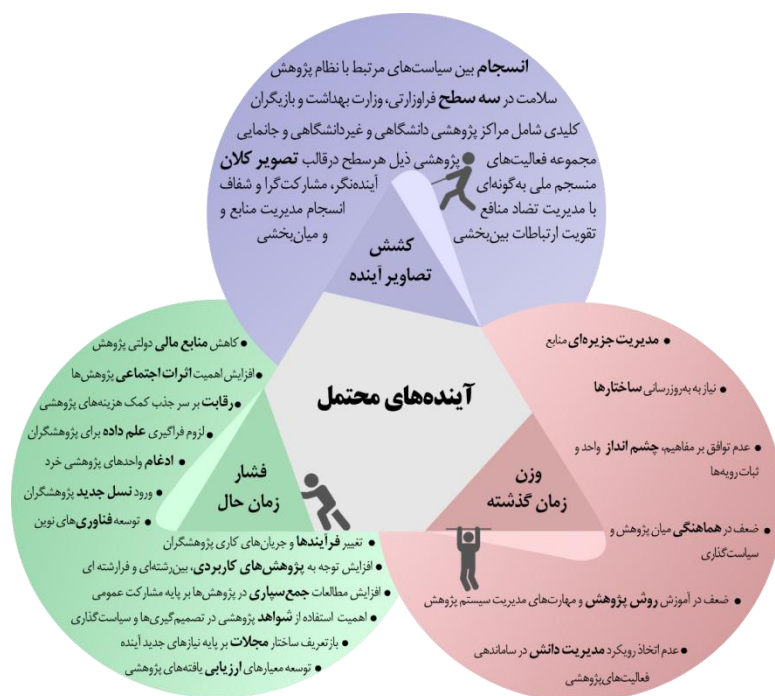 انسجام بین سیاست‌های مرتبط با نظام پژوهش
سلامت در سه سطح فراوزارتی، وزارت بهداشت و بازیگران
کلیدی شامل مراکز پژوهشی دانشگاهی و غیردانشگاهی و جانمایی
مجموعه فعالیت‌های پژوهشی ذیل هرسطح درقالب تصویر کلان
منسجم ملی به‌گونه‌ای آینده‌نگر، مشارکت‌گرا و شفاف
با مدیریت تضاد منافع انسجام مدیریت منابع و
تقویت ارتباطات بین‌بخشی و میان‌بخشی
کشش
تصاویر آینده
آینده‌های محتمل
وزن
زمان گذشته
• مدیریت جزیره‌ای منابع
• نیاز به به‌روزرسانی ساختارها
• عدم توافق بر مفاهیم، چشم انداز واحد و
ثبات رویه‌ها
• ضعف در هماهنگی میان پژوهش و
سیاست‌گذاری
• ضعف در آموزش روش پژوهش و مهارت‌های مدیریت سیستم پژوهش
• عدم اتخاذ رویکرد مدیریت دانش در ساماندهی
فعالیت‌های‌پژوهشی
فشار
زمان حال
• کاهش منابع مالی دولتی پژوهش
• افزایش اهمیت اثرات اجتماعی پژوهش‌ها
• رقابت بر سر جذب کمک هزینه‌های پژوهشی
• لزوم فراگیری علم داده برای پژوهشگران
• ادغام واحدهای پژوهشی خرد
• ورود نسل جدید پژوهشگران
• توسعه فناوری‌های نوین
• تغییر فرآیندها و جریان‌های کاری پژوهشگران
• افزایش توجه به پژوهش‌های کاربردی، بین‌رشته‌ای و فرارشته ای
• افزایش مطالعات جمع‌سپاری در پژوهش‌ها بر پایه مشارکت عمومی
• اهمیت استفاده از شواهد پژوهشی در تصمیم‌گیری‌ها و سیاست‌گذاری
• بازتعریف ساختار مجلات بر پایه نیازهای جدید آینده
• توسعه معیارهای ارزیابی یافته‌های پژوهشی